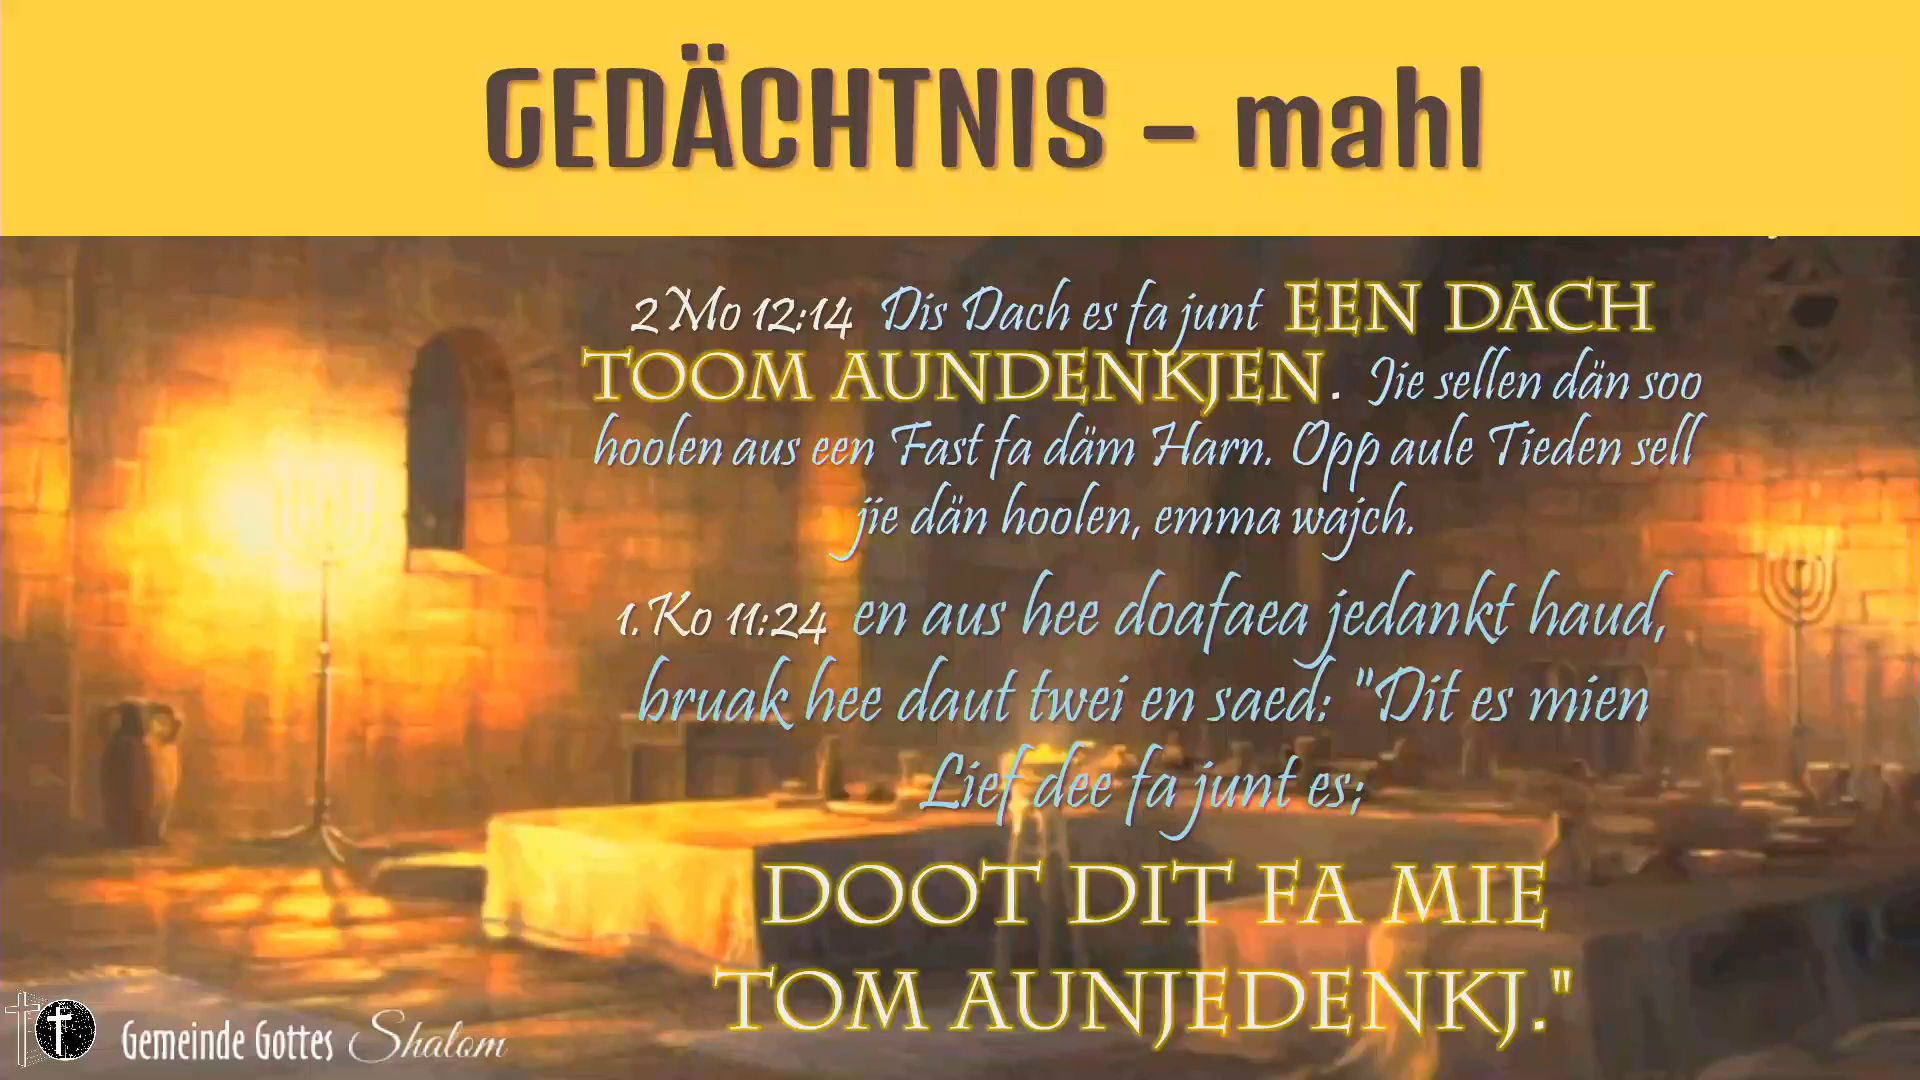 GEDÄCHTNIS – mahl
2 Mo 12:14 Dis Dach es fa junt EEN DACH
TOOM AUNDENKJEN. Jie sellen dän soo
hoolen aus een Fast fa däm Harn. Opp aule Tieden sell
jie dän hoolen, emma wajch.
1. Ko 11:24 en aus hee doafaea jedankt haud,
bruak hee daut twei en saed: "Dit es mien
Lief dee fa junt es;
DOOT DIT FA MIE
TOM AUNJEDENKJ."
Gemeinde Gottes Shalom